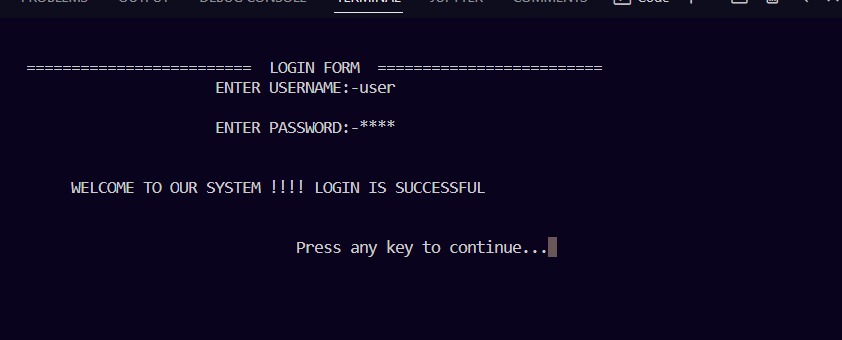 PROBLEMS OUTPUT DEBUG CONSOLE TERMINAL JUPYTER COMMENTS Code
========================= LOGIN FORM =========================
ENTER USERNAME:-user
ENTER PASSWORD:-****
WELCOME TO OUR SYSTEM !!!! LOGIN IS SUCCESSFUL
Press any key to continue...